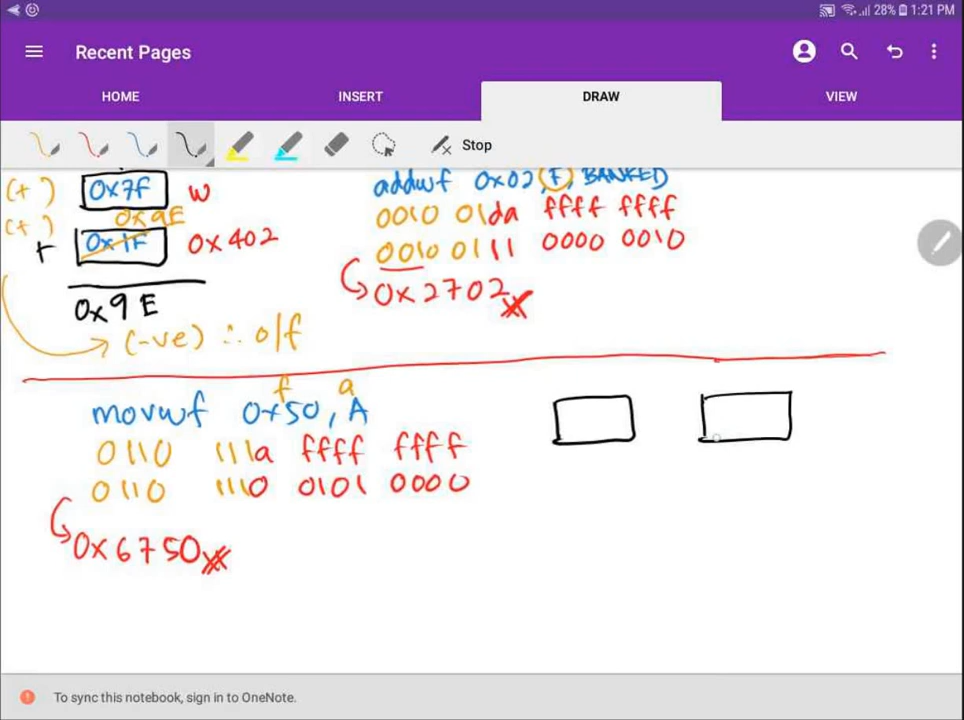 28% 1:21 PM
Recent Pages
HOME INSERT DRAW VIEW
Stop
(+) 0x7F W
(+) 0x9E
+ 0x1F 0x402
0x9E
(-ve) ∴ o/f
addwf 0x02, F, BANKED
0010 01da ffff ffff
0010 0111 0000 0010
0x2702
f a
movwf 0x50, A
0110 111a ffff ffff
0110 1110 0101 0000
0x6750
To sync this notebook, sign in to OneNote.